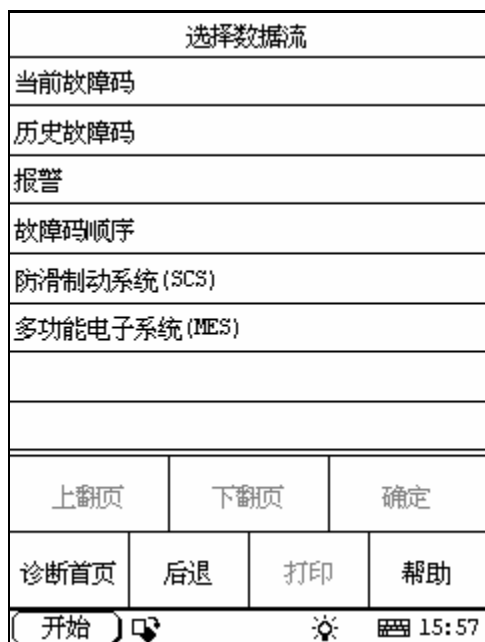 选择数据流
当前故障码
历史故障码
报警
故障码顺序
防滑制动系统(SCS)
多功能电子系统(MES)
上翻页 下翻页 确定
诊断首页 后退 打印 帮助
开始 15:57